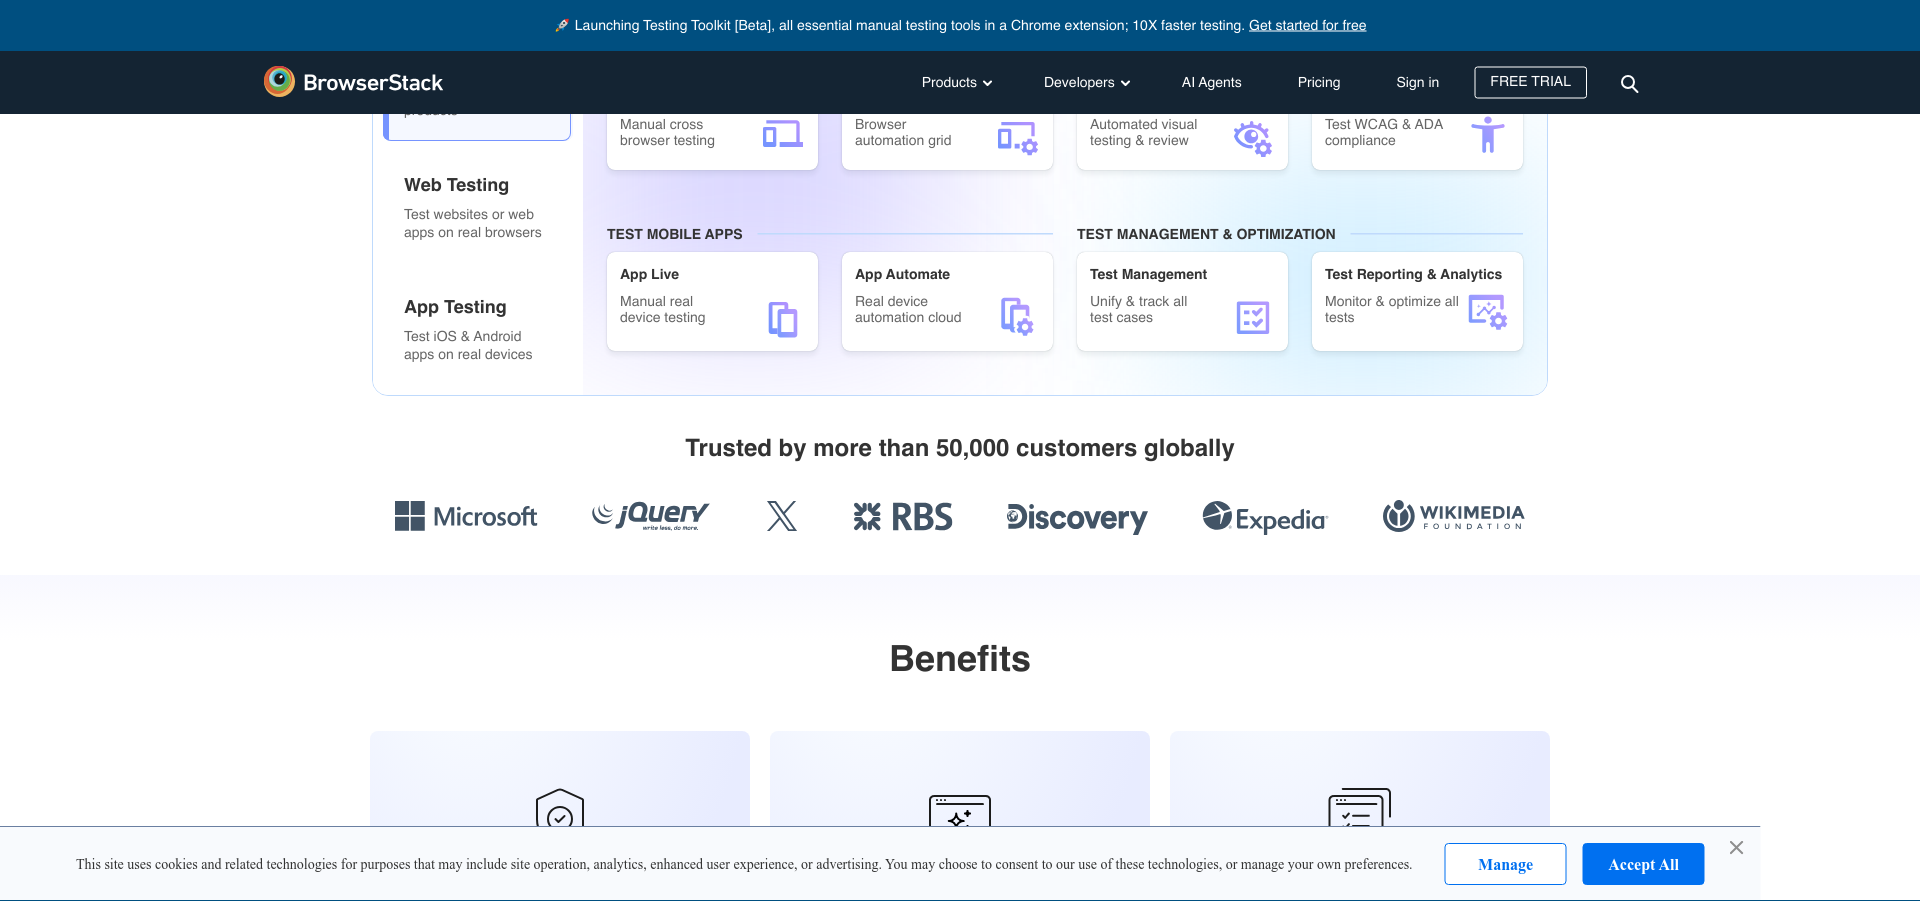 🚀 Launching Testing Toolkit [Beta], all essential manual testing tools in a Chrome extension; 10X faster testing. Get started for free
BrowserStack
Products
Developers
AI Agents
Pricing
Sign in
FREE TRIAL
products
Web Testing
Test websites or web
apps on real browsers
App Testing
Test iOS & Android
apps on real devices
Manual cross
browser testing
Browser
automation grid
Automated visual
testing & review
Test WCAG & ADA
compliance
TEST MOBILE APPS
App Live
Manual real
device testing
App Automate
Real device
automation cloud
TEST MANAGEMENT & OPTIMIZATION
Test Management
Unify & track all
test cases
Test Reporting & Analytics
Monitor & optimize all
tests
Trusted by more than 50,000 customers globally
Microsoft
jQuery
write less, do more.
X
RBS
Discovery
Expedia
WIKIMEDIA
FOUNDATION
Benefits
This site uses cookies and related technologies for purposes that may include site operation, analytics, enhanced user experience, or advertising. You may choose to consent to our use of these technologies, or manage your own preferences.
Manage
Accept All